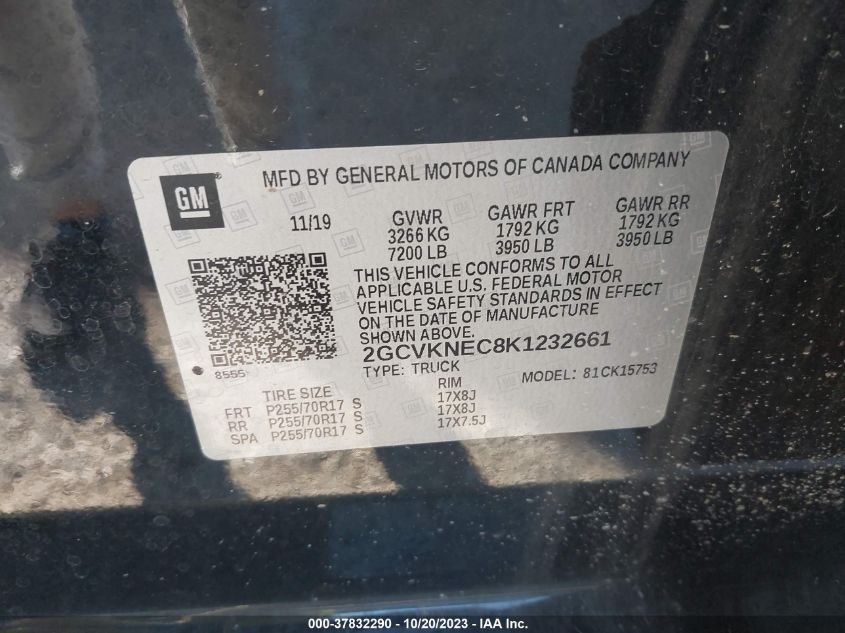 GM
MFD BY GENERAL MOTORS OF CANADA COMPANY
11/19
GVWR
3266 KG
7200 LB
GAWR FRT
1792 KG
3950 LB
GAWR RR
1792 KG
3950 LB
THIS VEHICLE CONFORMS TO ALL
APPLICABLE U.S. FEDERAL MOTOR
VEHICLE SAFETY STANDARDS IN EFFECT
ON THE DATE OF MANUFACTURE
SHOWN ABOVE.
2GCVKNEC8K1232661
TYPE: TRUCK
MODEL: 81CK15753
8555
TIRE SIZE RIM
FRT P255/70R17 S 17X8J
RR P255/70R17 S 17X8J
SPA P255/70R17 S 17X7.5J
000-37832290 - 10/20/2023 - IAA Inc.